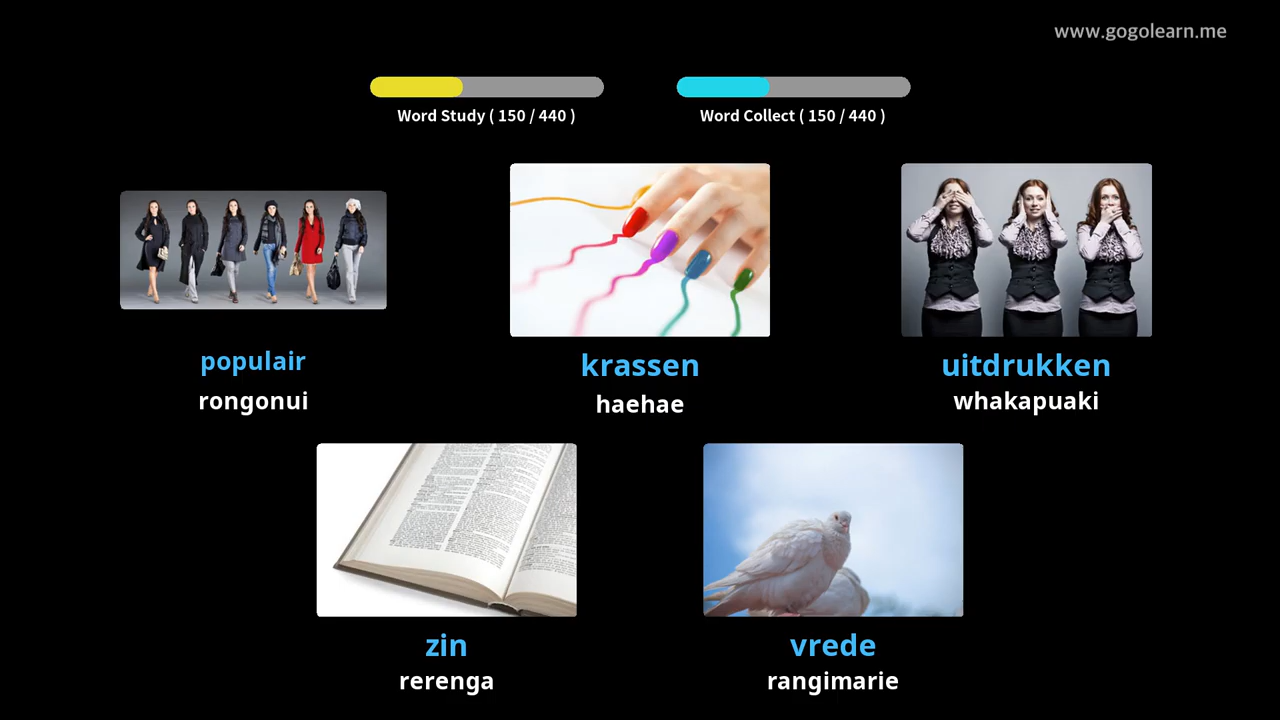 www.gogolearn.me
Word Study ( 150 / 440 )
Word Collect ( 150 / 440 )
populair
rongonui
krassen
haehae
uitdrukken
whakapuaki
zin
rerenga
vrede
rangimarie